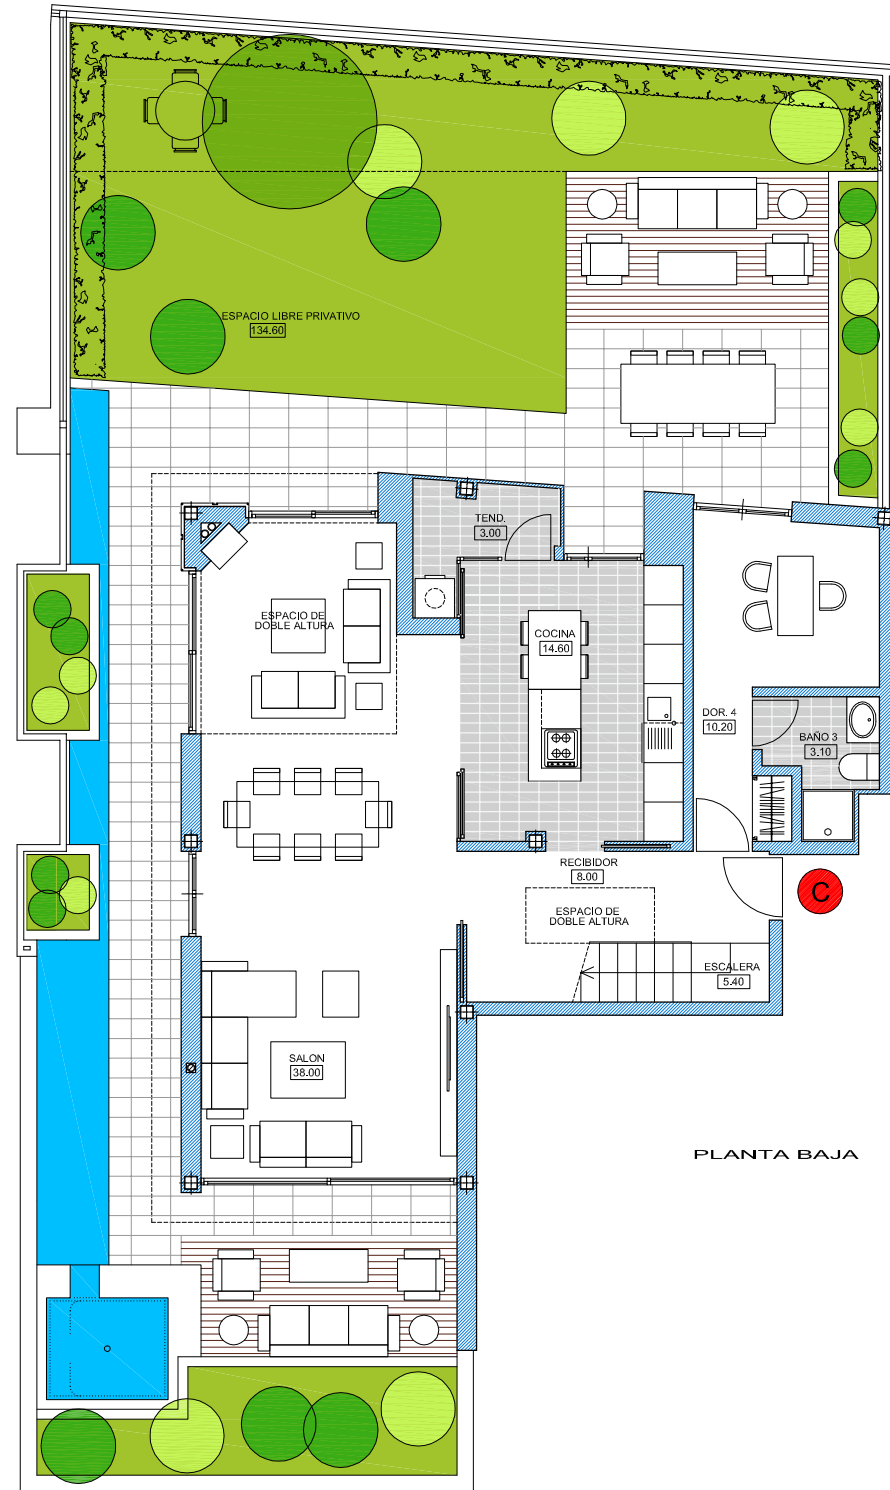 ESPACIO LIBRE PRIVATIVO
134.60
TEND.
3.00
ESPACIO DE
DOBLE ALTURA
COCINA
14.60
DOR. 4
10.20
BAÑO 3
3.10
RECIBIDOR
8.00
C
ESPACIO DE
DOBLE ALTURA
ESCALERA
5.40
SALON
38.00
PLANTA BAJA